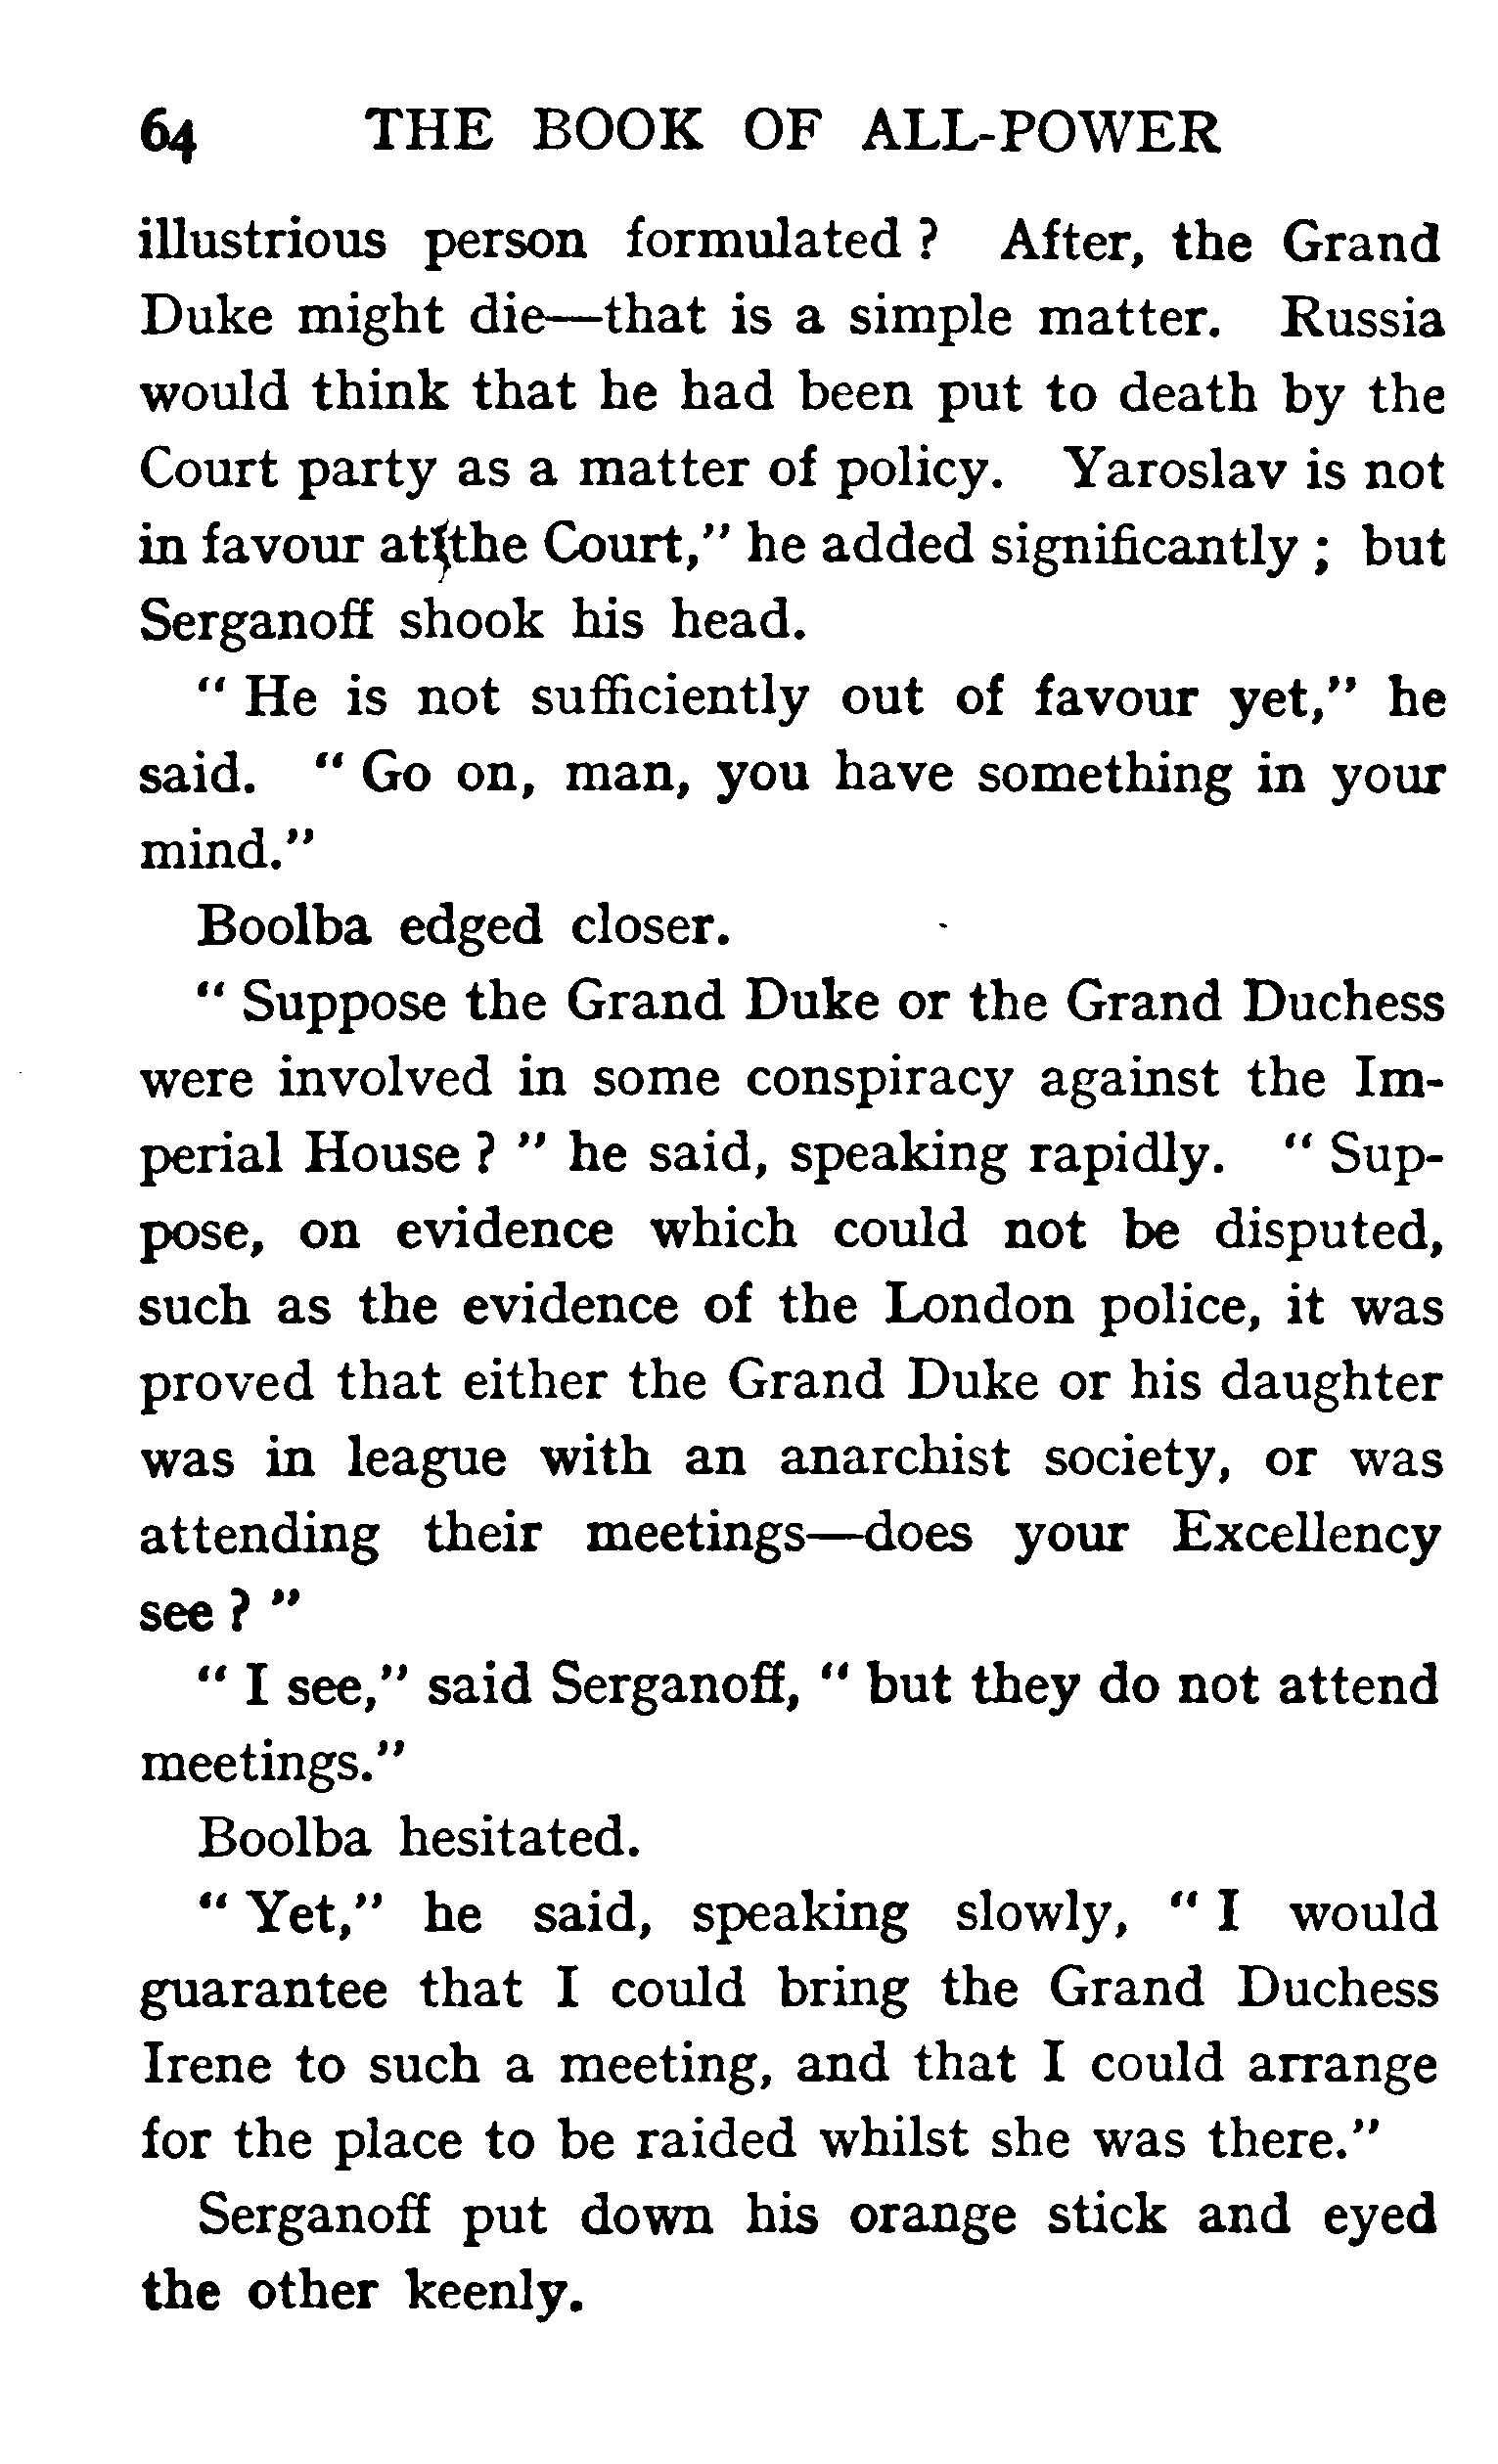 64 THE BOOK OF ALL-POWER
illustrious person formulated ? After, the Grand
Duke might die—that is a simple matter. Russia
would think that he had been put to death by the
Court party as a matter of policy. Yaroslav is not
in favour at the Court," he added significantly ; but
Serganoff shook his head.
" He is not sufficiently out of favour yet," he
said. " Go on, man, you have something in your
mind."
Boolba edged closer.
" Suppose the Grand Duke or the Grand Duchess
were involved in some conspiracy against the Im-
perial House ? " he said, speaking rapidly. " Sup-
pose, on evidence which could not be disputed,
such as the evidence of the London police, it was
proved that either the Grand Duke or his daughter
was in league with an anarchist society, or was
attending their meetings—does your Excellency
see ? "
" I see," said Serganoff, " but they do not attend
meetings."
Boolba hesitated.
" Yet," he said, speaking slowly, " I would
guarantee that I could bring the Grand Duchess
Irene to such a meeting, and that I could arrange
for the place to be raided whilst she was there."
Serganoff put down his orange stick and eyed
the other keenly.